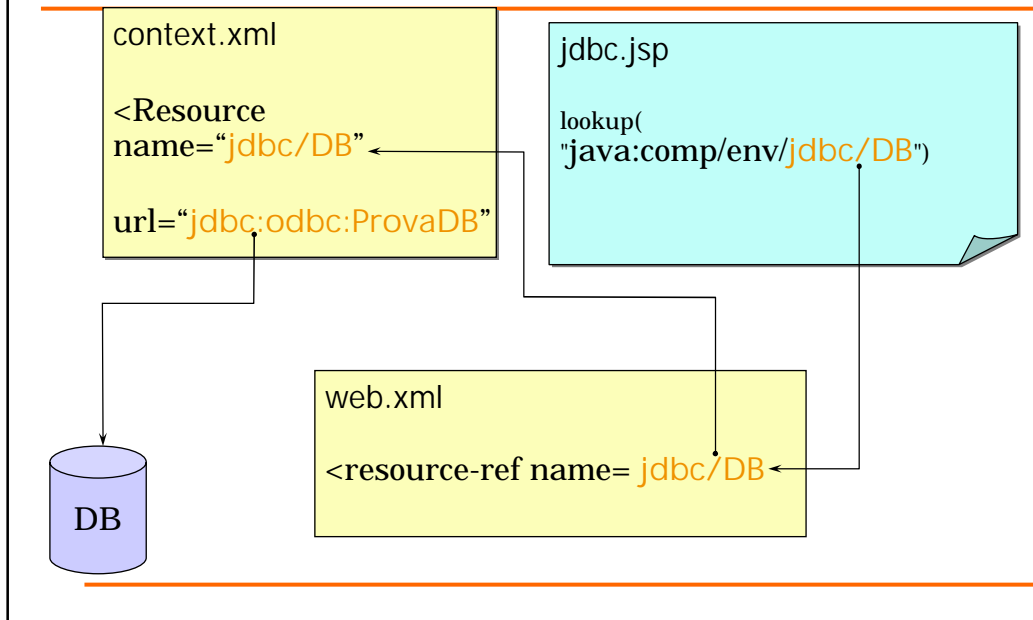 context.xml
<Resource
name=“jdbc/DB”
url=“jdbc:odbc:ProvaDB”
jdbc.jsp
lookup(
"java:comp/env/jdbc/DB")
web.xml
<resource-ref name= jdbc/DB
DB